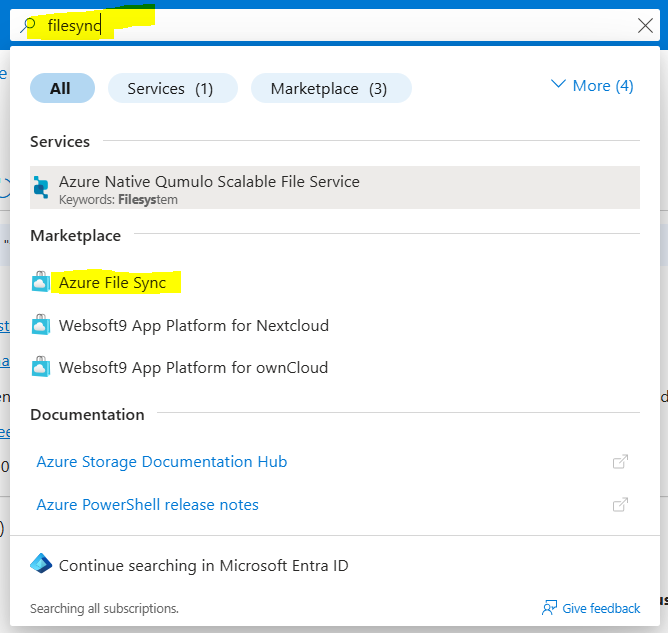 filesync
All
Services (1)
Marketplace (3)
More (4)
Services
Azure Native Qumulo Scalable File Service
Keywords: Filesystem
Marketplace
Azure File Sync
Websoft9 App Platform for Nextcloud
Websoft9 App Platform for ownCloud
Documentation
Azure Storage Documentation Hub
Azure PowerShell release notes
Continue searching in Microsoft Entra ID
Searching all subscriptions.
Give feedback